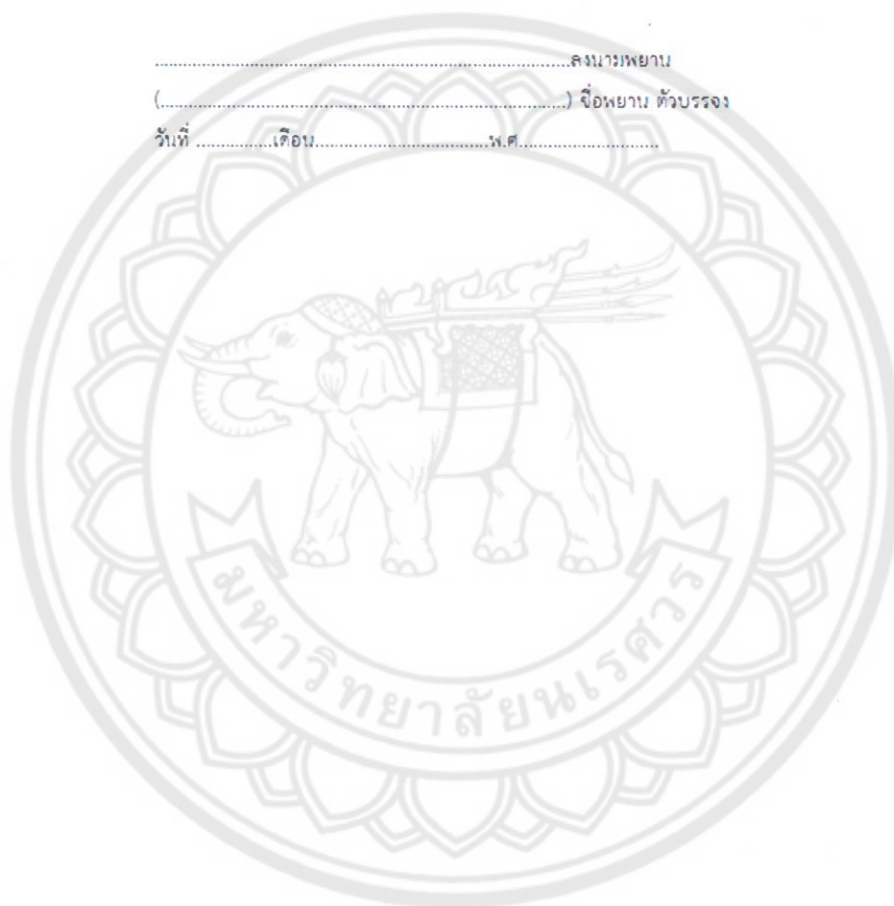 ....................................................................................ลงนามพยาน
(..................................................................................) ชื่อพยาน ตัวบรรจง
วันที่ ...............เดือน...................................พ.ศ.............................
มหาวิทยาลัยนเรศวร